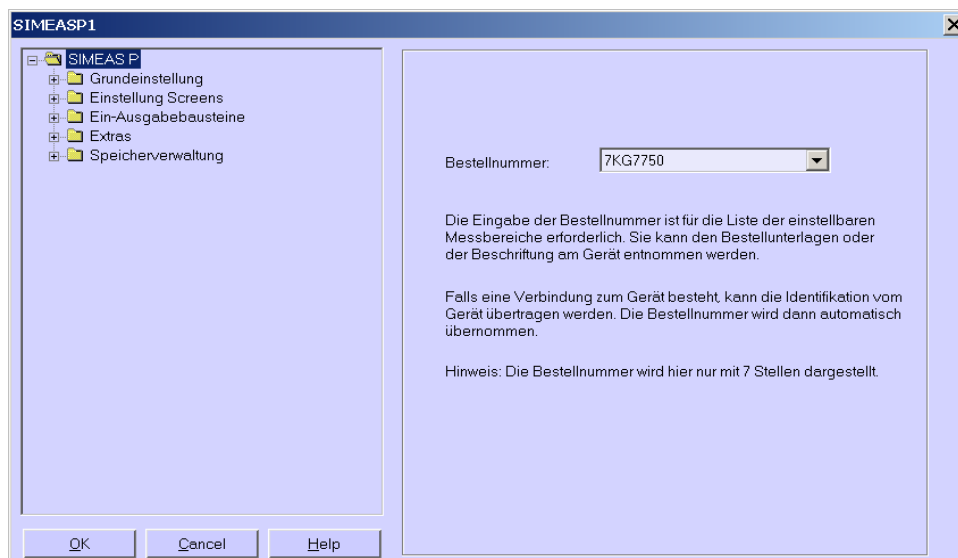 SIMEASP1
SIMEAS P
Grundeinstellung
Einstellung Screens
Ein-Ausgabebausteine
Extras
Speicherverwaltung
Bestellnummer: 7KG7750
Die Eingabe der Bestellnummer ist für die Liste der einstellbaren
Messbereiche erforderlich. Sie kann den Bestellunterlagen oder
der Beschriftung am Gerät entnommen werden.
Falls eine Verbindung zum Gerät besteht, kann die Identifikation vom
Gerät übertragen werden. Die Bestellnummer wird dann automatisch
übernommen.
Hinweis: Die Bestellnummer wird hier nur mit 7 Stellen dargestellt.
OK Cancel Help